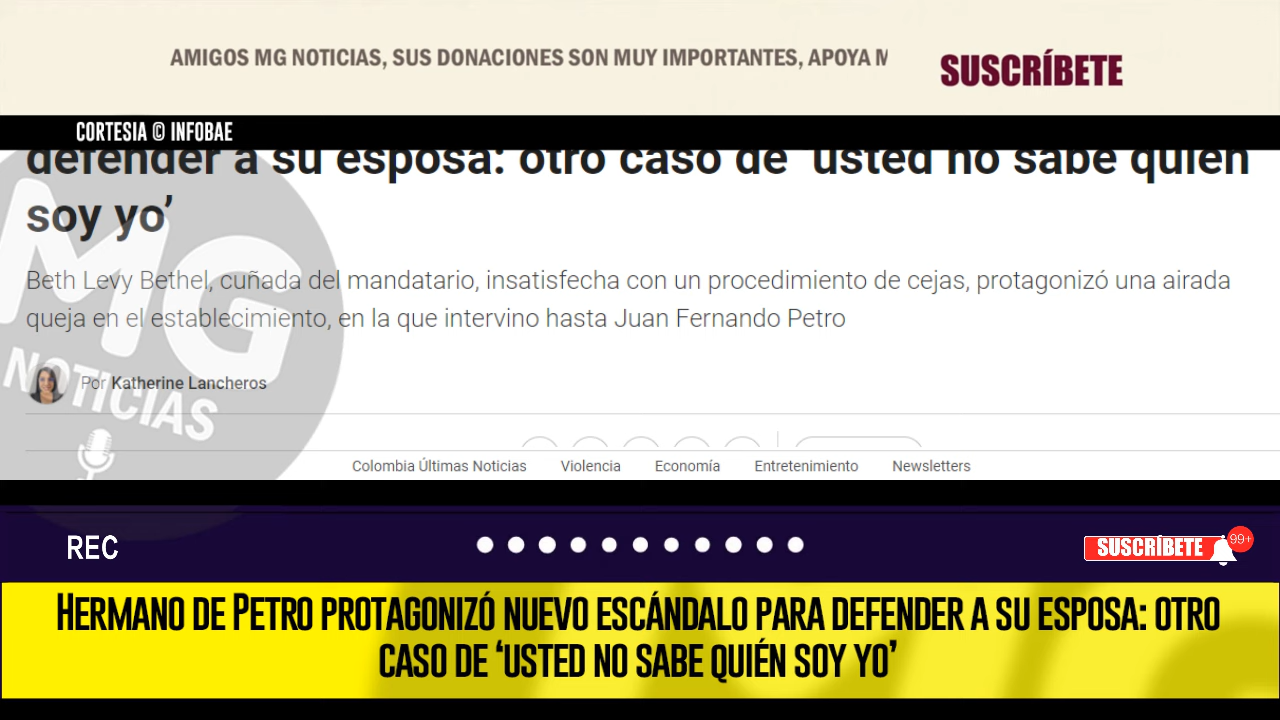 AMIGOS MG NOTICIAS, SUS DONACIONES SON MUY IMPORTANTES, APOYA M
SUSCRÍBETE
CORTESIA © INFOBAE
defender a su esposa: otro caso de ‘usted no sabe quién
soy yo’
Beth Levy Bethel, cuñada del mandatario, insatisfecha con un procedimiento de cejas, protagonizó una airada
queja en el establecimiento, en la que intervino hasta Juan Fernando Petro
Por Katherine Lancheros
MG
NOTICIAS
Colombia Últimas Noticias Violencia Economía Entretenimiento Newsletters
REC
SUSCRÍBETE 99+
HERMANO DE PETRO PROTAGONIZÓ NUEVO ESCÁNDALO PARA DEFENDER A SU ESPOSA: OTRO
CASO DE ‘USTED NO SABE QUIÉN SOY YO’